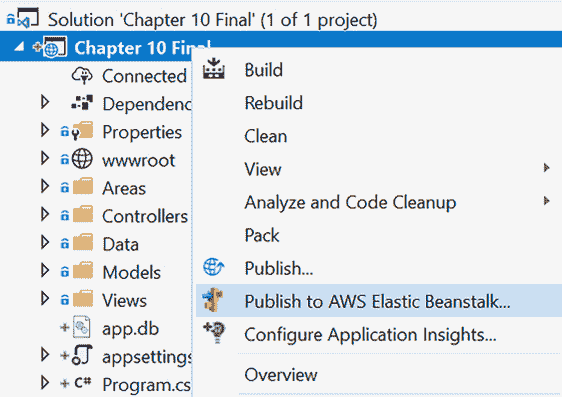 Solution 'Chapter 10 Final' (1 of 1 project)
Chapter 10 Final
Connected
Dependenc
Properties
wwwroot
Areas
Controllers
Data
Models
Views
app.db
appsettings
C# Program.cs
Build
Rebuild
Clean
View
Analyze and Code Cleanup
Pack
Publish...
Publish to AWS Elastic Beanstalk...
Configure Application Insights...
Overview